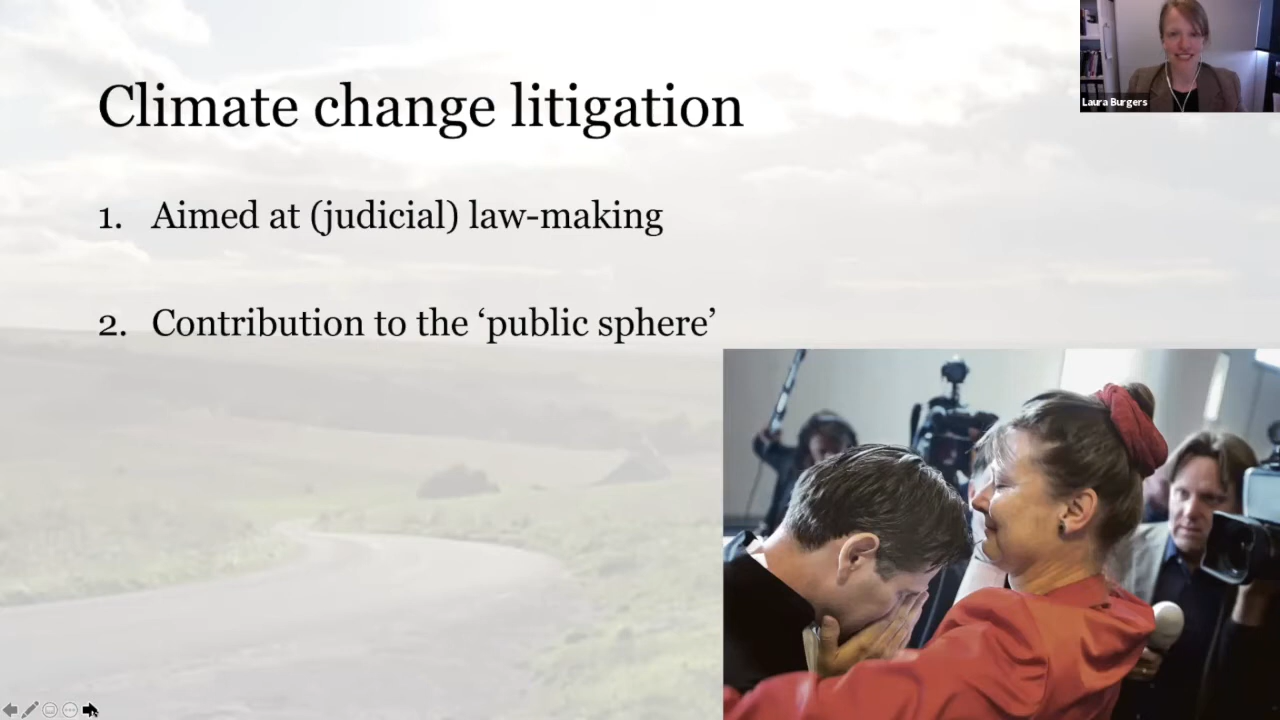 Climate change litigation
1. Aimed at (judicial) law-making
2. Contribution to the ‘public sphere’
Laura Burgers